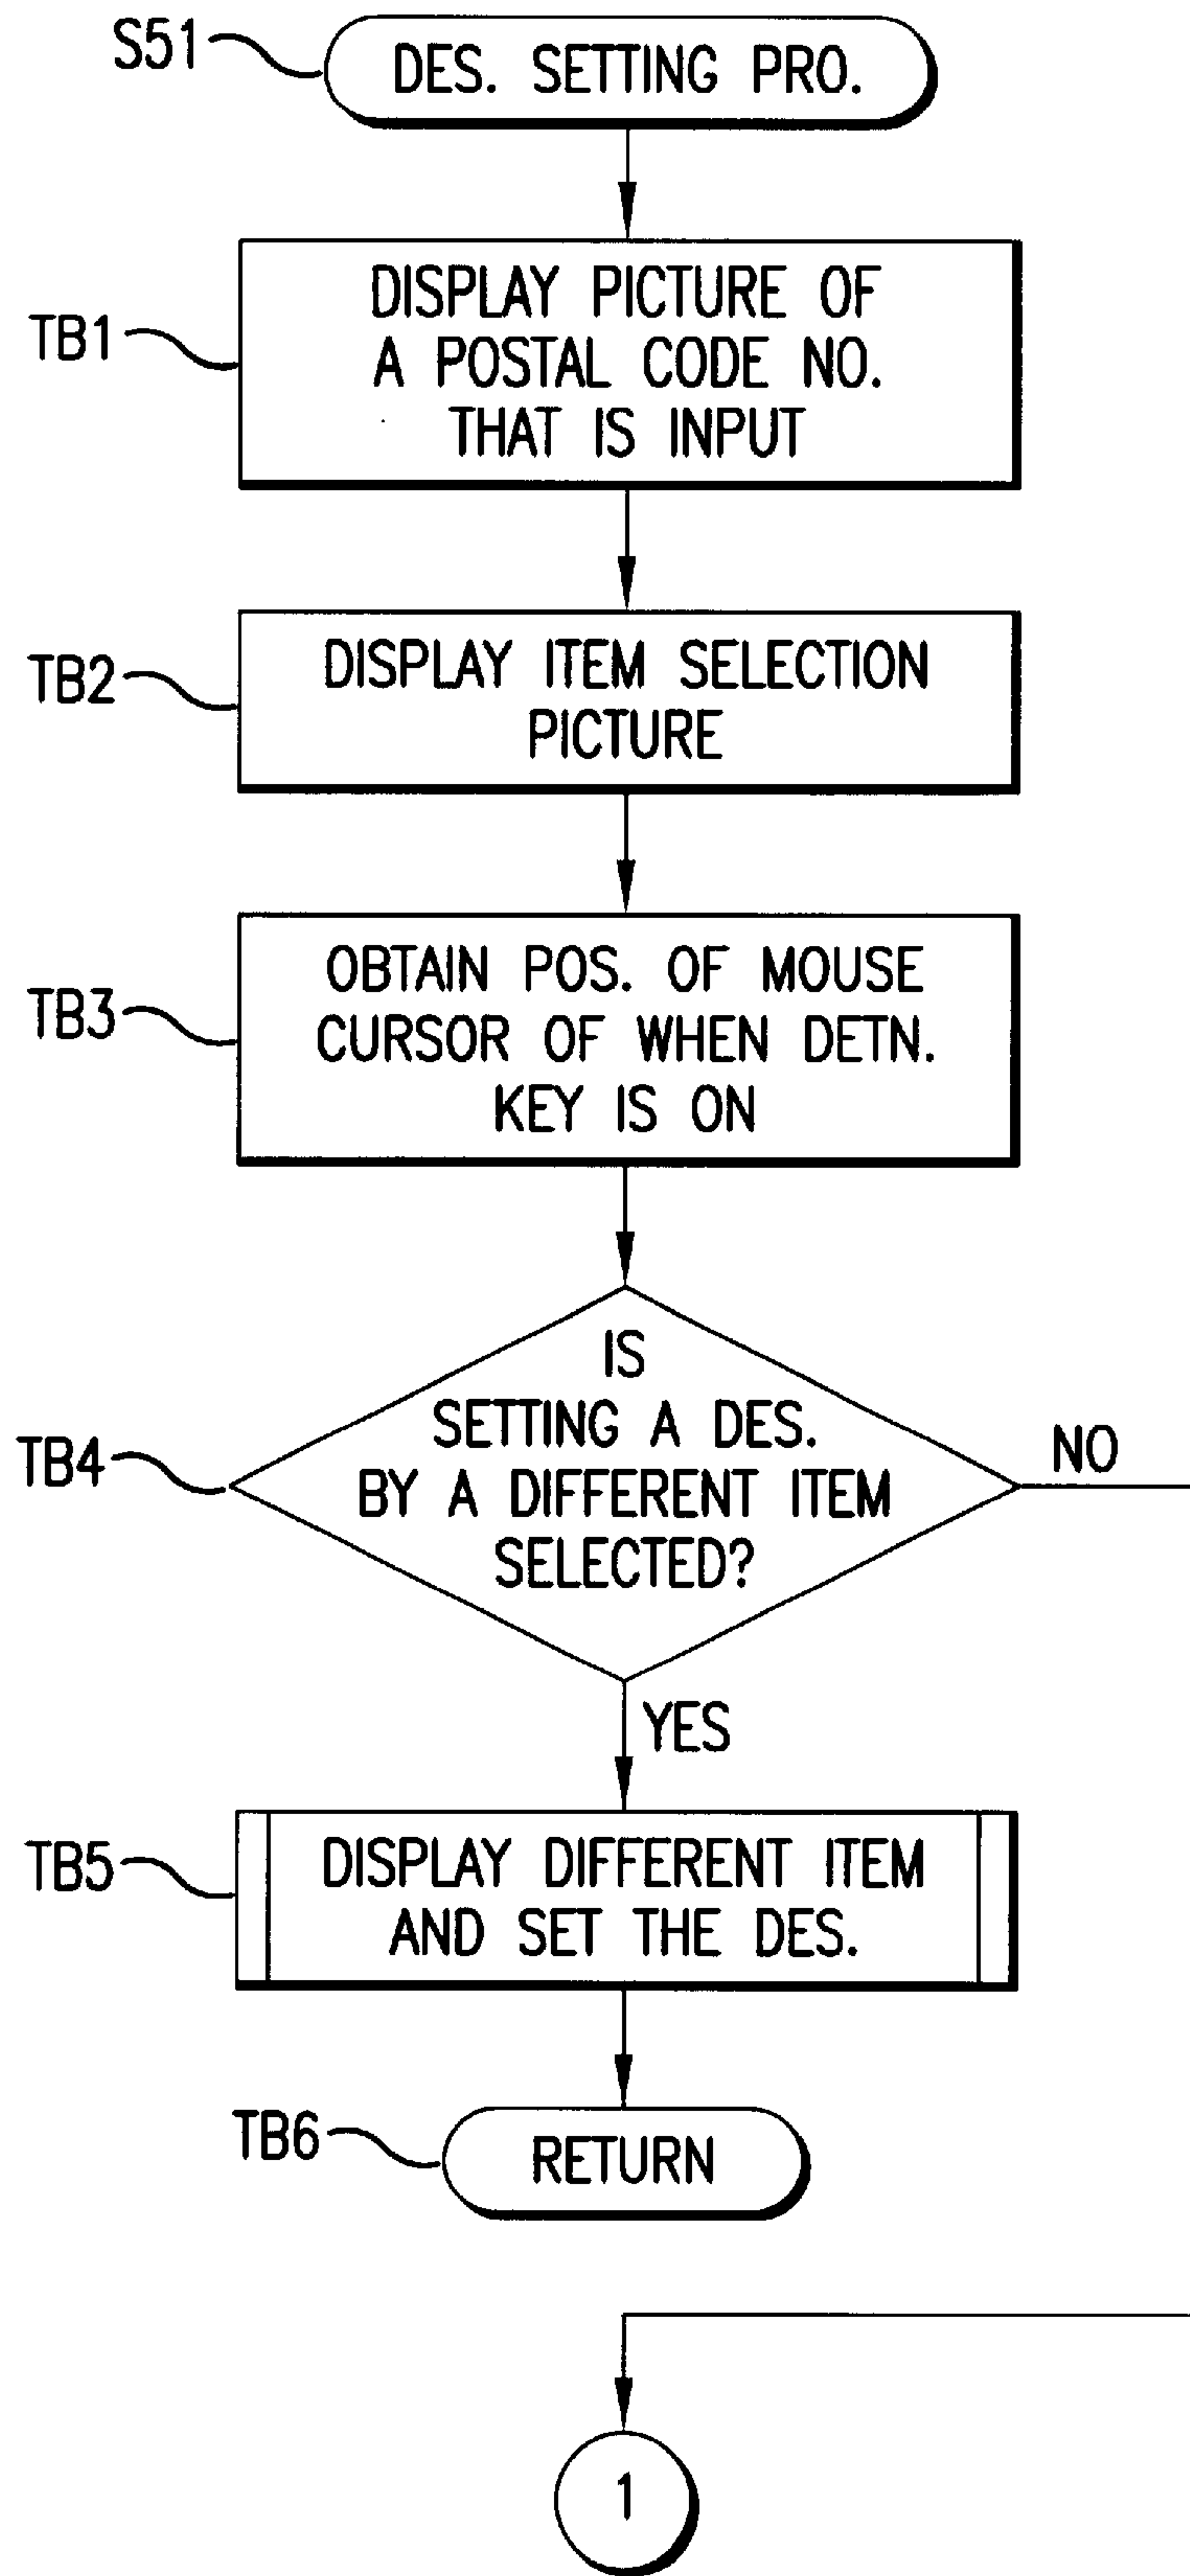 S51
DES. SETTING PRO.
TB1
DISPLAY PICTURE OF
A POSTAL CODE NO.
THAT IS INPUT
TB2
DISPLAY ITEM SELECTION
PICTURE
TB3
OBTAIN POS. OF MOUSE
CURSOR OF WHEN DETN.
KEY IS ON
TB4
IS
SETTING A DES.
BY A DIFFERENT ITEM
SELECTED?
NO
YES
TB5
DISPLAY DIFFERENT ITEM
AND SET THE DES.
TB6
RETURN
1